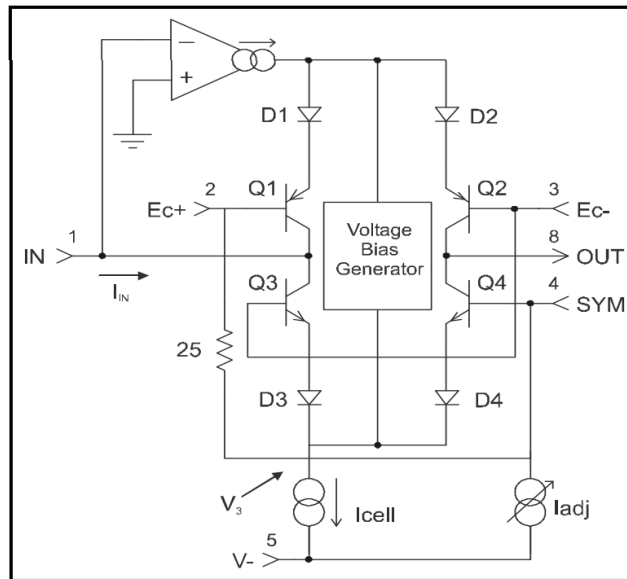 −
+
D1
D2
Q1
Q2
2
3
Ec+
Ec-
Voltage
Bias
Generator
1
8
IN
OUT
I_IN
Q3
Q4
4
SYM
25
D3
D4
V₃
Icell
Iadj
5
V-